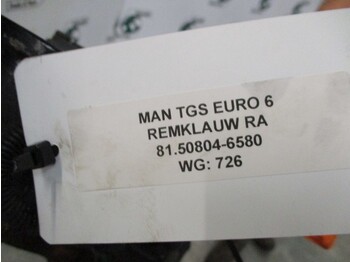 MAN TGS EURO 6
REMKLAUW RA
81.50804-6580
WG: 726